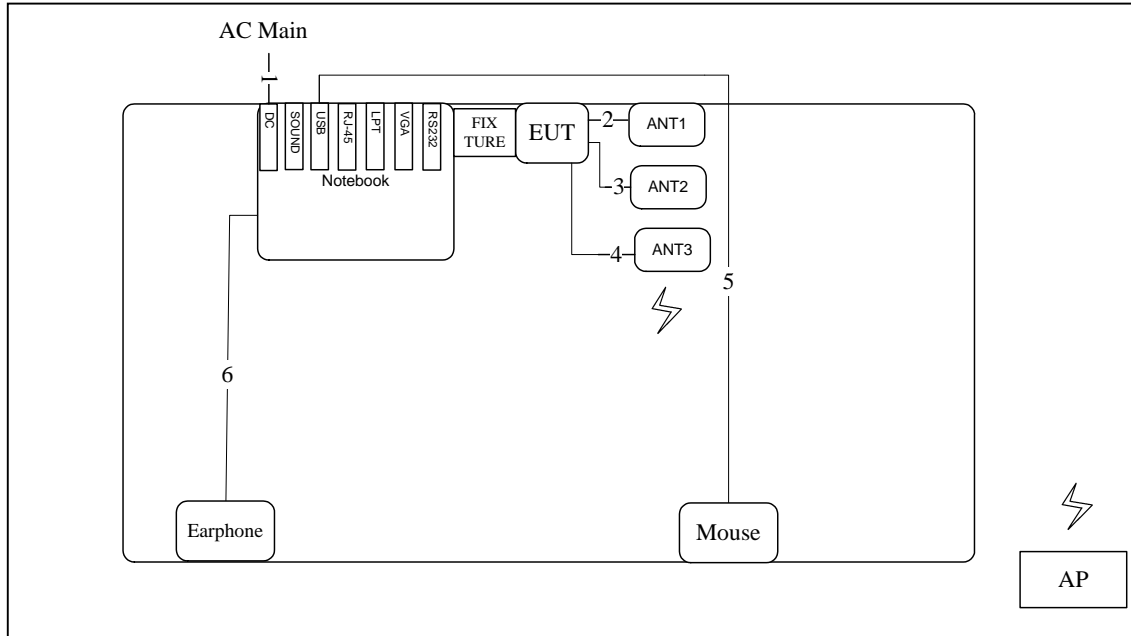 AC Main
1
DC
SOUND
USB
RJ-45
LPT
VGA
RS232
Notebook
FIX
TURE
EUT
2
ANT1
3
ANT2
4
ANT3
5
6
Earphone
Mouse
AP